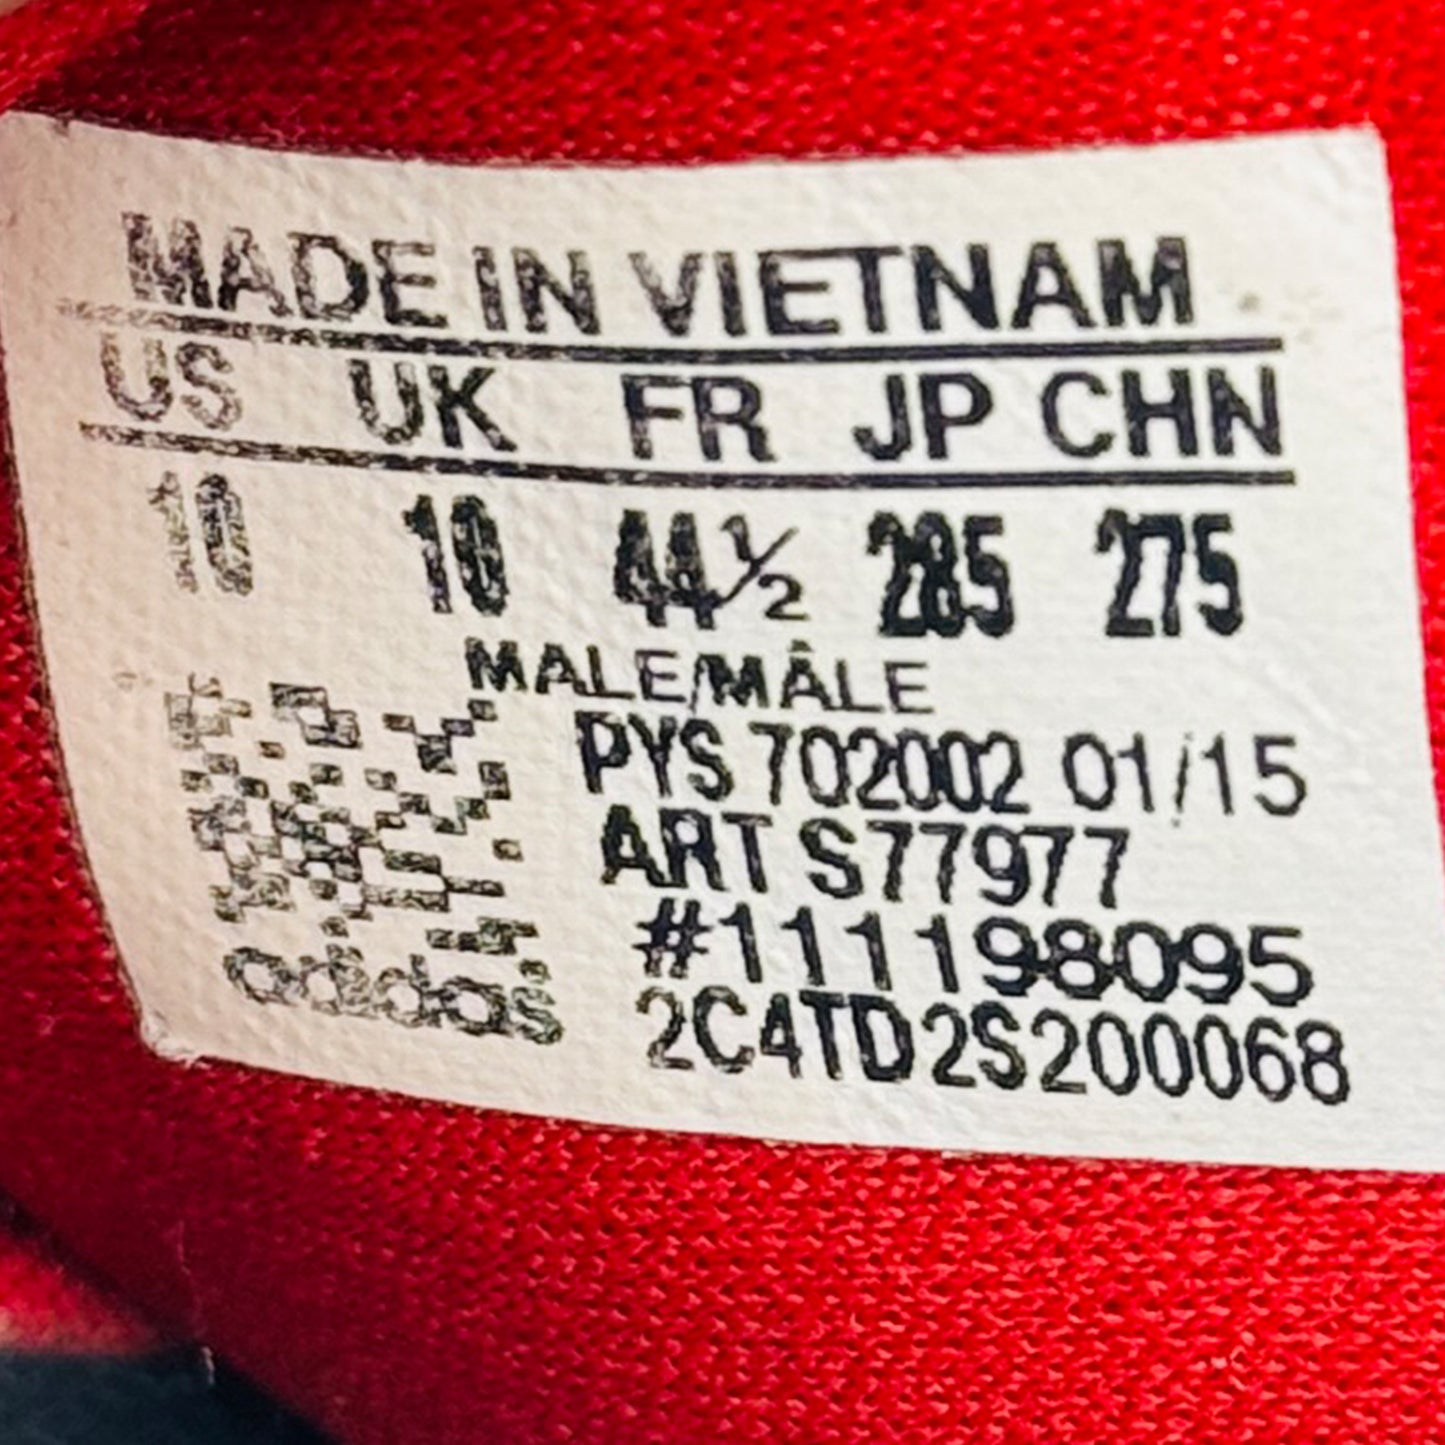 MADE IN VIETNAM
US UK FR JP CHN
10 10 44½ 285 275
MALE/MÂLE
PYS 702002 01/15
ART S77977
#111198095
2C4TD2S200068
adidas